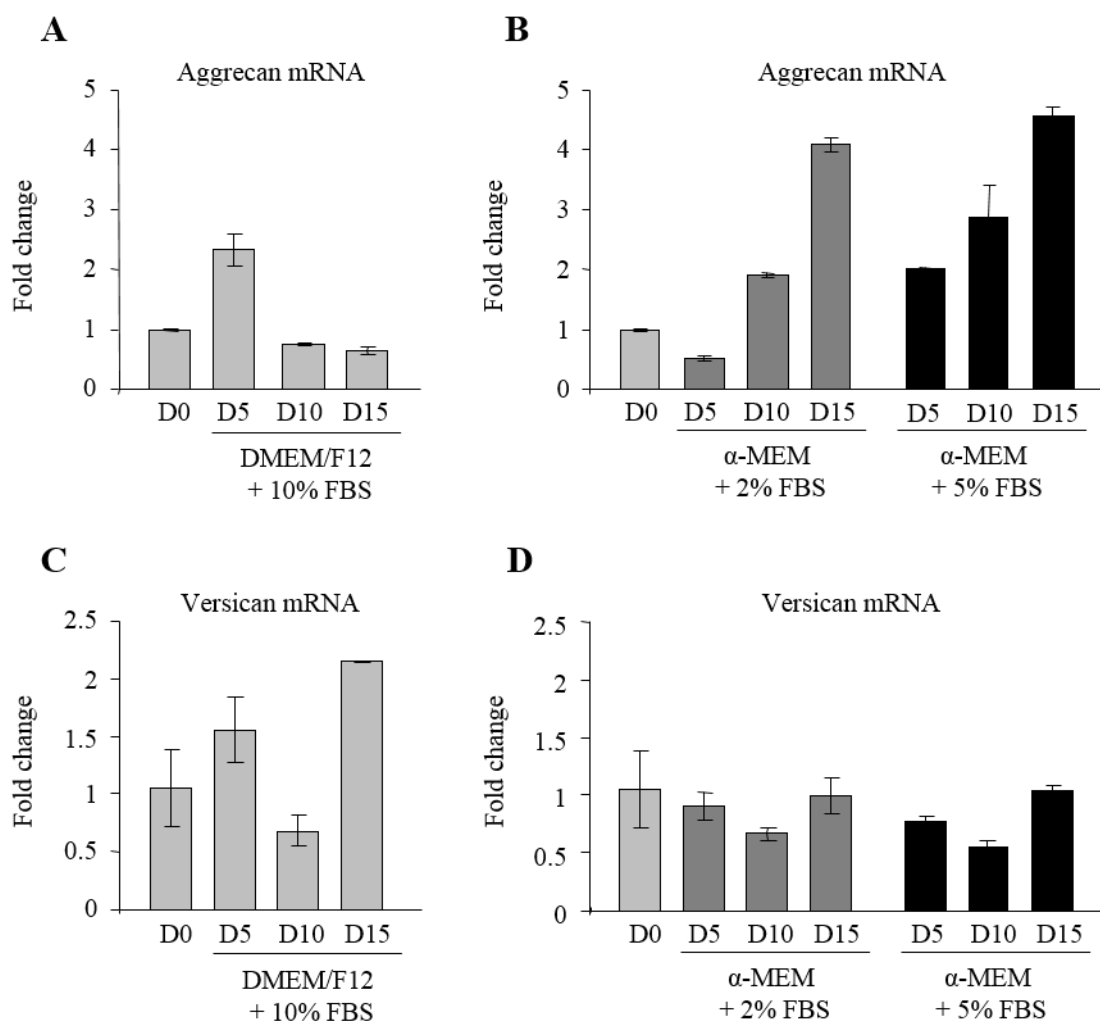 A
Aggrecan mRNA
Fold change
5
4
3
2
1
0
D0 D5 D10 D15
DMEM/F12
+ 10% FBS
B
Aggrecan mRNA
Fold change
5
4
3
2
1
0
D0 D5 D10 D15 D5 D10 D15
α-MEM
+ 2% FBS
α-MEM
+ 5% FBS
C
Versican mRNA
Fold change
2.5
2
1.5
1
0.5
0
D0 D5 D10 D15
DMEM/F12
+ 10% FBS
D
Versican mRNA
Fold change
2.5
2
1.5
1
0.5
0
D0 D5 D10 D15 D5 D10 D15
α-MEM
+ 2% FBS
α-MEM
+ 5% FBS